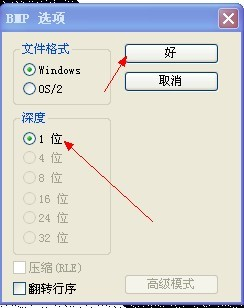 BMP 选项
文件格式
Windows
OS/2
好
取消
深度
1 位
4 位
8 位
16 位
24 位
32 位
压缩(RLE)
翻转行序
高级模式